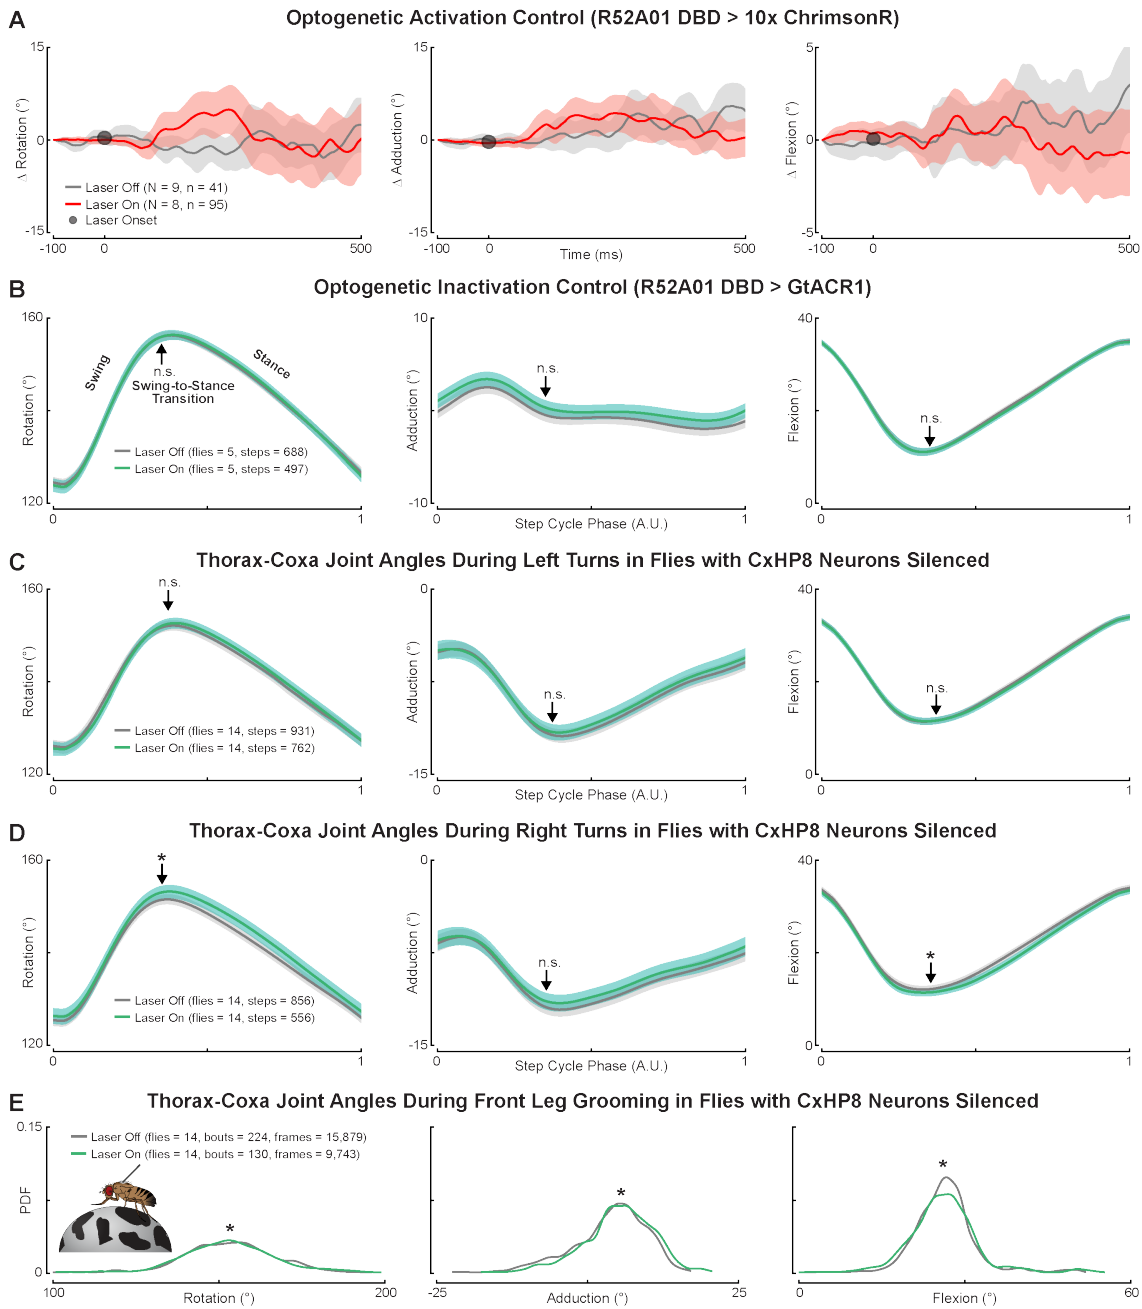 A
Optogenetic Activation Control (R52A01 DBD > 10x ChrimsonR)
15
0
-15
Δ Rotation (°)
Laser Off (N = 9, n = 41)
Laser On (N = 8, n = 95)
Laser Onset
-100
0
500
15
0
-15
Δ Adduction (°)
-100
0
500
Time (ms)
5
0
-5
Δ Flexion (°)
-100
0
500
B
Optogenetic Inactivation Control (R52A01 DBD > GtACR1)
160
120
Rotation (°)
Swing
Stance
n.s.
Swing-to-Stance
Transition
Laser Off (flies = 5, steps = 688)
Laser On (flies = 5, steps = 497)
0
1
10
-10
Adduction (°)
n.s.
0
1
Step Cycle Phase (A.U.)
40
0
Flexion (°)
n.s.
0
1
C
Thorax-Coxa Joint Angles During Left Turns in Flies with CxHP8 Neurons Silenced
160
120
Rotation (°)
n.s.
Laser Off (flies = 14, steps = 931)
Laser On (flies = 14, steps = 762)
0
1
0
-15
Adduction (°)
n.s.
0
1
Step Cycle Phase (A.U.)
40
0
Flexion (°)
n.s.
0
1
D
Thorax-Coxa Joint Angles During Right Turns in Flies with CxHP8 Neurons Silenced
160
120
Rotation (°)
*
Laser Off (flies = 14, steps = 856)
Laser On (flies = 14, steps = 556)
0
1
0
-15
Adduction (°)
n.s.
0
1
Step Cycle Phase (A.U.)
40
0
Flexion (°)
*
0
1
E
Thorax-Coxa Joint Angles During Front Leg Grooming in Flies with CxHP8 Neurons Silenced
0.15
0
PDF
Laser Off (flies = 14, bouts = 224, frames = 15,879)
Laser On (flies = 14, bouts = 130, frames = 9,743)
*
100
200
Rotation (°)
*
-25
25
Adduction (°)
*
0
60
Flexion (°)